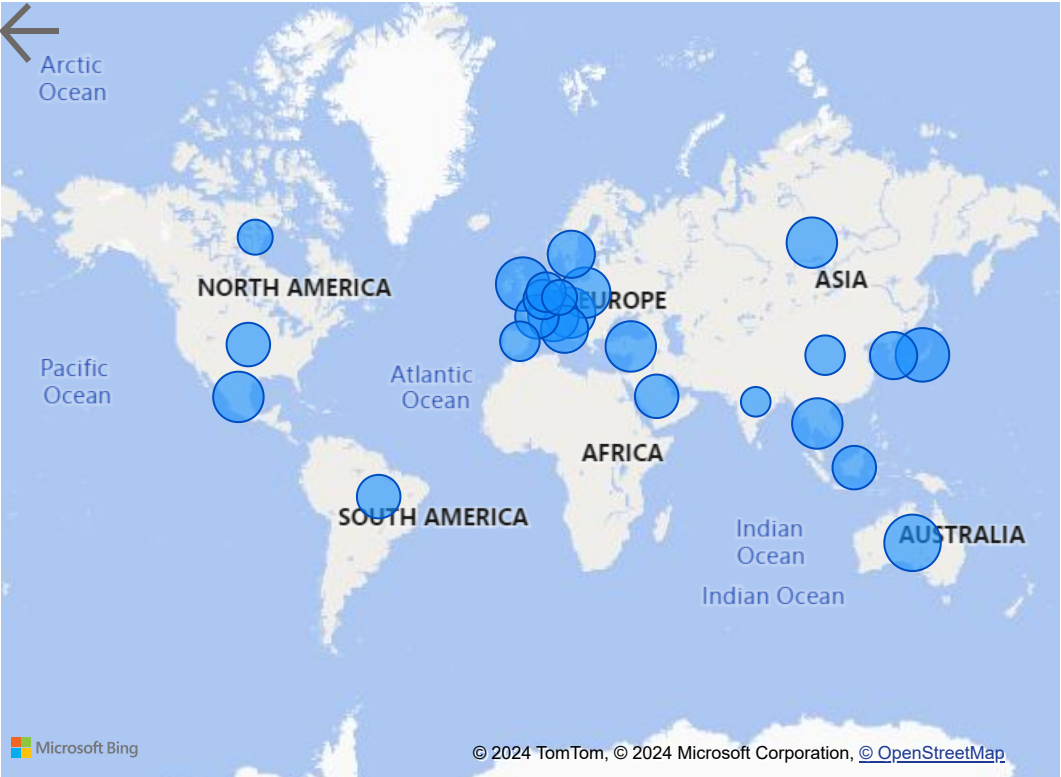 Arctic
Ocean
NORTH AMERICA
EUROPE
ASIA
Pacific
Ocean
Atlantic
Ocean
AFRICA
SOUTH AMERICA
Indian
Ocean
AUSTRALIA
Indian Ocean
Microsoft Bing
© 2024 TomTom, © 2024 Microsoft Corporation, © OpenStreetMap